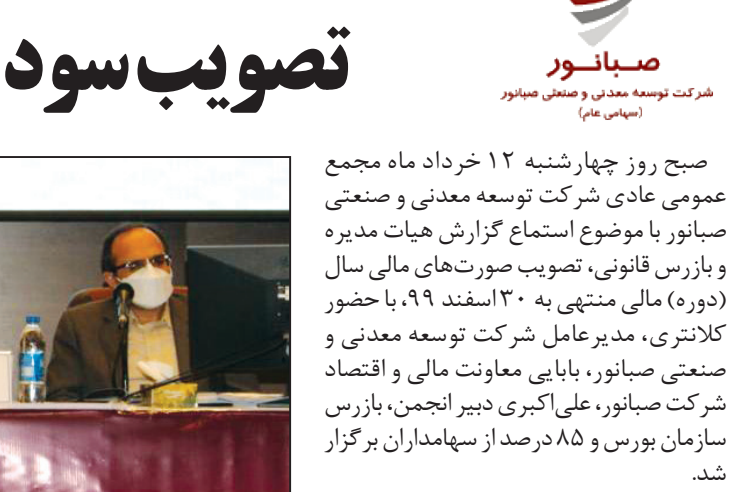 تصویب سود
صبانور
شرکت توسعه معدنی و صنعتی صبانور
(سهامی عام)
صبح روز چهارشنبه ۱۲ خرداد ماه مجمع
عمومی عادی شرکت توسعه معدنی و صنعتی
صبانور با موضوع استماع گزارش هیات مدیره
و بازرس قانونی، تصویب صورت‌های مالی سال
(دوره) مالی منتهی به ۳۰اسفند ۹۹، با حضور
کلانتری، مدیرعامل شرکت توسعه معدنی و
صنعتی صبانور، بابایی معاونت مالی و اقتصاد
شرکت صبانور، علی‌اکبری دبیر انجمن، بازرس
سازمان بورس و ۸۵ درصد از سهامداران برگزار
شد.